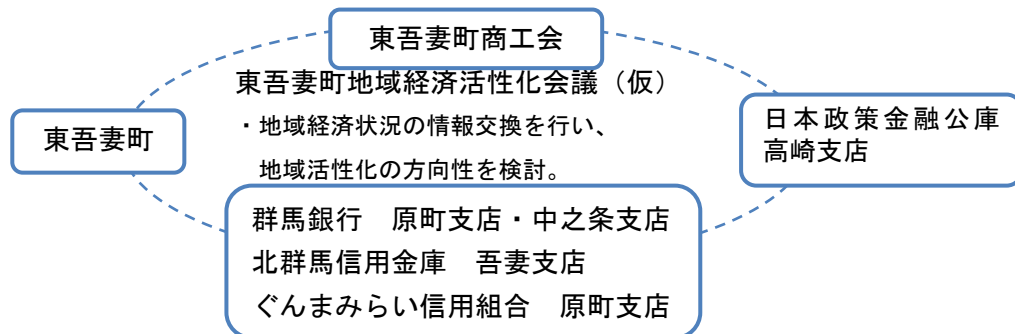 東吾妻町商工会
東吾妻町地域経済活性化会議（仮）
・地域経済状況の情報交換を行い、
地域活性化の方向性を検討。
東吾妻町
日本政策金融公庫
高崎支店
群馬銀行　原町支店・中之条支店
北群馬信用金庫　吾妻支店
ぐんまみらい信用組合　原町支店